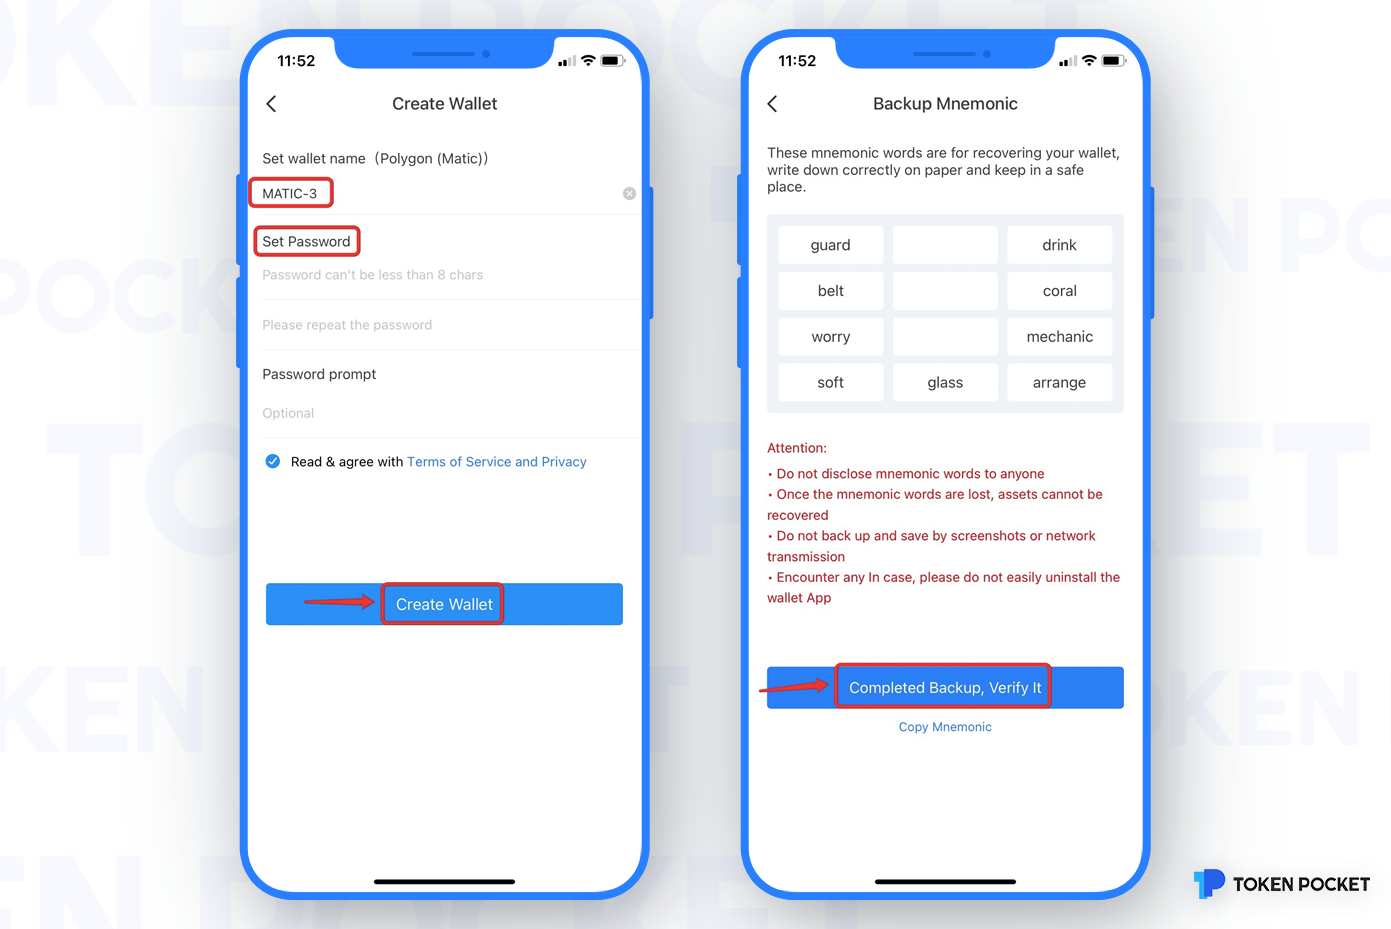 11:52
Create Wallet
Set wallet name（Polygon (Matic)）
MATIC-3
Set Password
Password can't be less than 8 chars
Please repeat the password
Password prompt
Optional
Read & agree with Terms of Service and Privacy
Create Wallet
11:52
Backup Mnemonic
These mnemonic words are for recovering your wallet,
write down correctly on paper and keep in a safe
place.
guard drink
belt coral
worry mechanic
soft glass arrange
Attention:
• Do not disclose mnemonic words to anyone
• Once the mnemonic words are lost, assets cannot be
recovered
• Do not back up and save by screenshots or network
transmission
• Encounter any In case, please do not easily uninstall the
wallet App
Completed Backup, Verify It
Copy Mnemonic
TOKEN POCKET